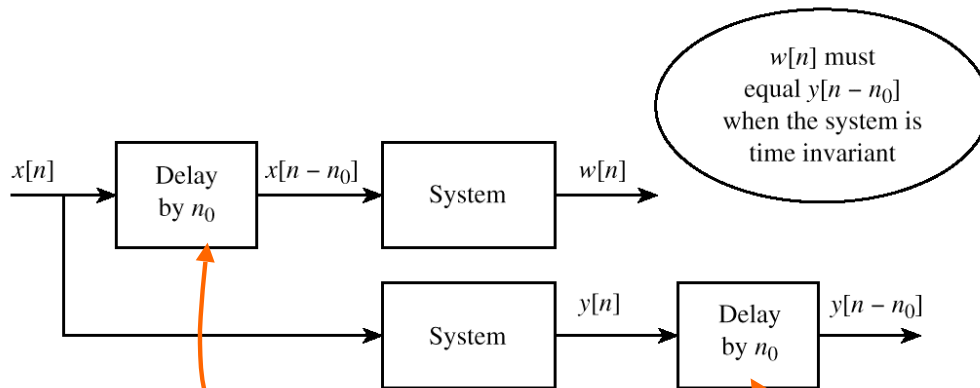 w[n] must
equal y[n − n₀]
when the system is
time invariant
x[n]
Delay
by n₀
x[n − n₀]
System
w[n]
System
y[n]
Delay
by n₀
y[n − n₀]